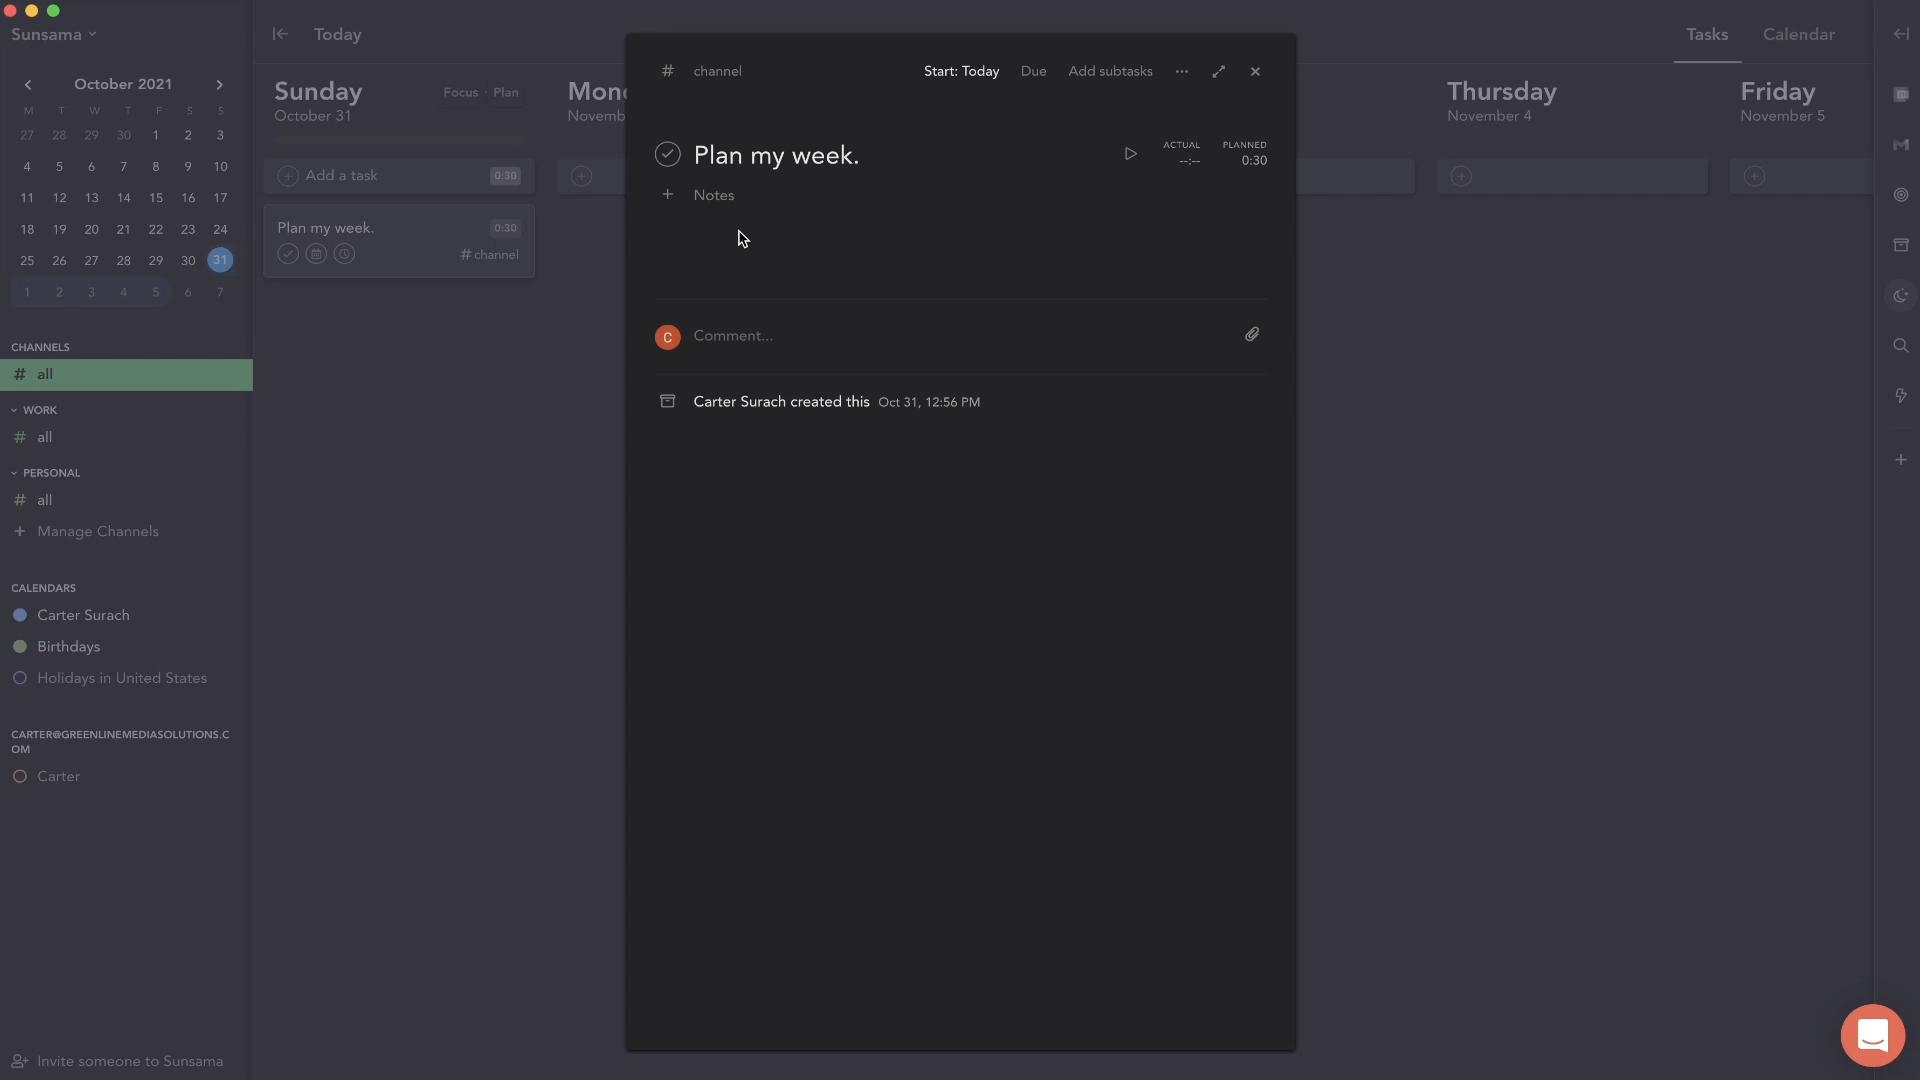 Sunsama
October 2021
M T W T F S S
27 28 29 30 1 2 3
4 5 6 7 8 9 10
11 12 13 14 15 16 17
18 19 20 21 22 23 24
25 26 27 28 29 30 31
1 2 3 4 5 6 7
CHANNELS
# all
WORK
# all
PERSONAL
# all
+ Manage Channels
CALENDARS
Carter Surach
Birthdays
Holidays in United States
CARTER@GREENLINEMEDIASOLUTIONS.C
OM
Carter
Invite someone to Sunsama
Today
Tasks Calendar
Sunday
Focus · Plan
October 31
Add a task 0:30
Plan my week. 0:30
# channel
Mon
Novemb
# channel
Start: Today Due Add subtasks
Plan my week.
ACTUAL PLANNED
--:-- 0:30
+ Notes
C Comment...
Carter Surach created this Oct 31, 12:56 PM
Thursday
November 4
Friday
November 5